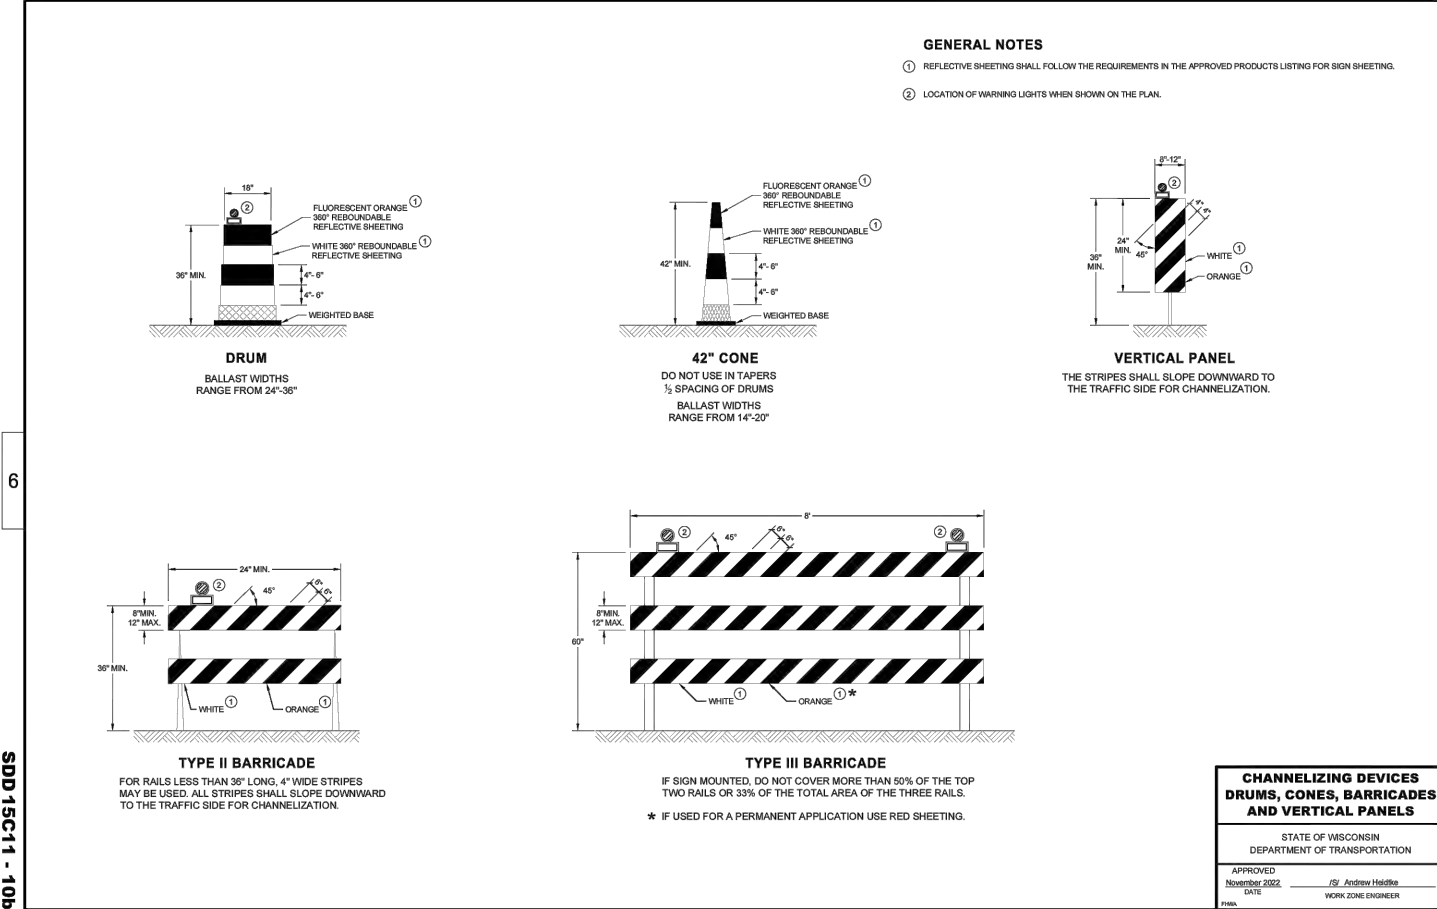 GENERAL NOTES
1 REFLECTIVE SHEETING SHALL FOLLOW THE REQUIREMENTS IN THE APPROVED PRODUCTS LISTING FOR SIGN SHEETING.
2 LOCATION OF WARNING LIGHTS WHEN SHOWN ON THE PLAN.
18"
2
FLUORESCENT ORANGE 1
360° REBOUNDABLE
REFLECTIVE SHEETING
WHITE 360° REBOUNDABLE 1
REFLECTIVE SHEETING
36" MIN.
4"- 6"
4"- 6"
WEIGHTED BASE
DRUM
BALLAST WIDTHS
RANGE FROM 24"-36"
FLUORESCENT ORANGE 1
360° REBOUNDABLE
REFLECTIVE SHEETING
WHITE 360° REBOUNDABLE 1
REFLECTIVE SHEETING
42" MIN.
4"- 6"
4"- 6"
WEIGHTED BASE
42" CONE
DO NOT USE IN TAPERS
½ SPACING OF DRUMS
BALLAST WIDTHS
RANGE FROM 14"-20"
8"-12"
2
4"
4"
24"
MIN.
45°
36"
MIN.
WHITE 1
ORANGE 1
VERTICAL PANEL
THE STRIPES SHALL SLOPE DOWNWARD TO
THE TRAFFIC SIDE FOR CHANNELIZATION.
6
24" MIN.
2
45°
6"
6"
8"MIN.
12" MAX.
36" MIN.
WHITE 1
ORANGE 1
TYPE II BARRICADE
FOR RAILS LESS THAN 36" LONG, 4" WIDE STRIPES
MAY BE USED. ALL STRIPES SHALL SLOPE DOWNWARD
TO THE TRAFFIC SIDE FOR CHANNELIZATION.
8'
2
45°
6"
6"
2
8"MIN.
12" MAX.
60"
WHITE 1
ORANGE 1 *
TYPE III BARRICADE
IF SIGN MOUNTED, DO NOT COVER MORE THAN 50% OF THE TOP
TWO RAILS OR 33% OF THE TOTAL AREA OF THE THREE RAILS.
* IF USED FOR A PERMANENT APPLICATION USE RED SHEETING.
SDD 15C11 - 10b
CHANNELIZING DEVICES
DRUMS, CONES, BARRICADES
AND VERTICAL PANELS
STATE OF WISCONSIN
DEPARTMENT OF TRANSPORTATION
APPROVED
November 2022 /S/ Andrew Heidtke
DATE WORK ZONE ENGINEER
FHWA